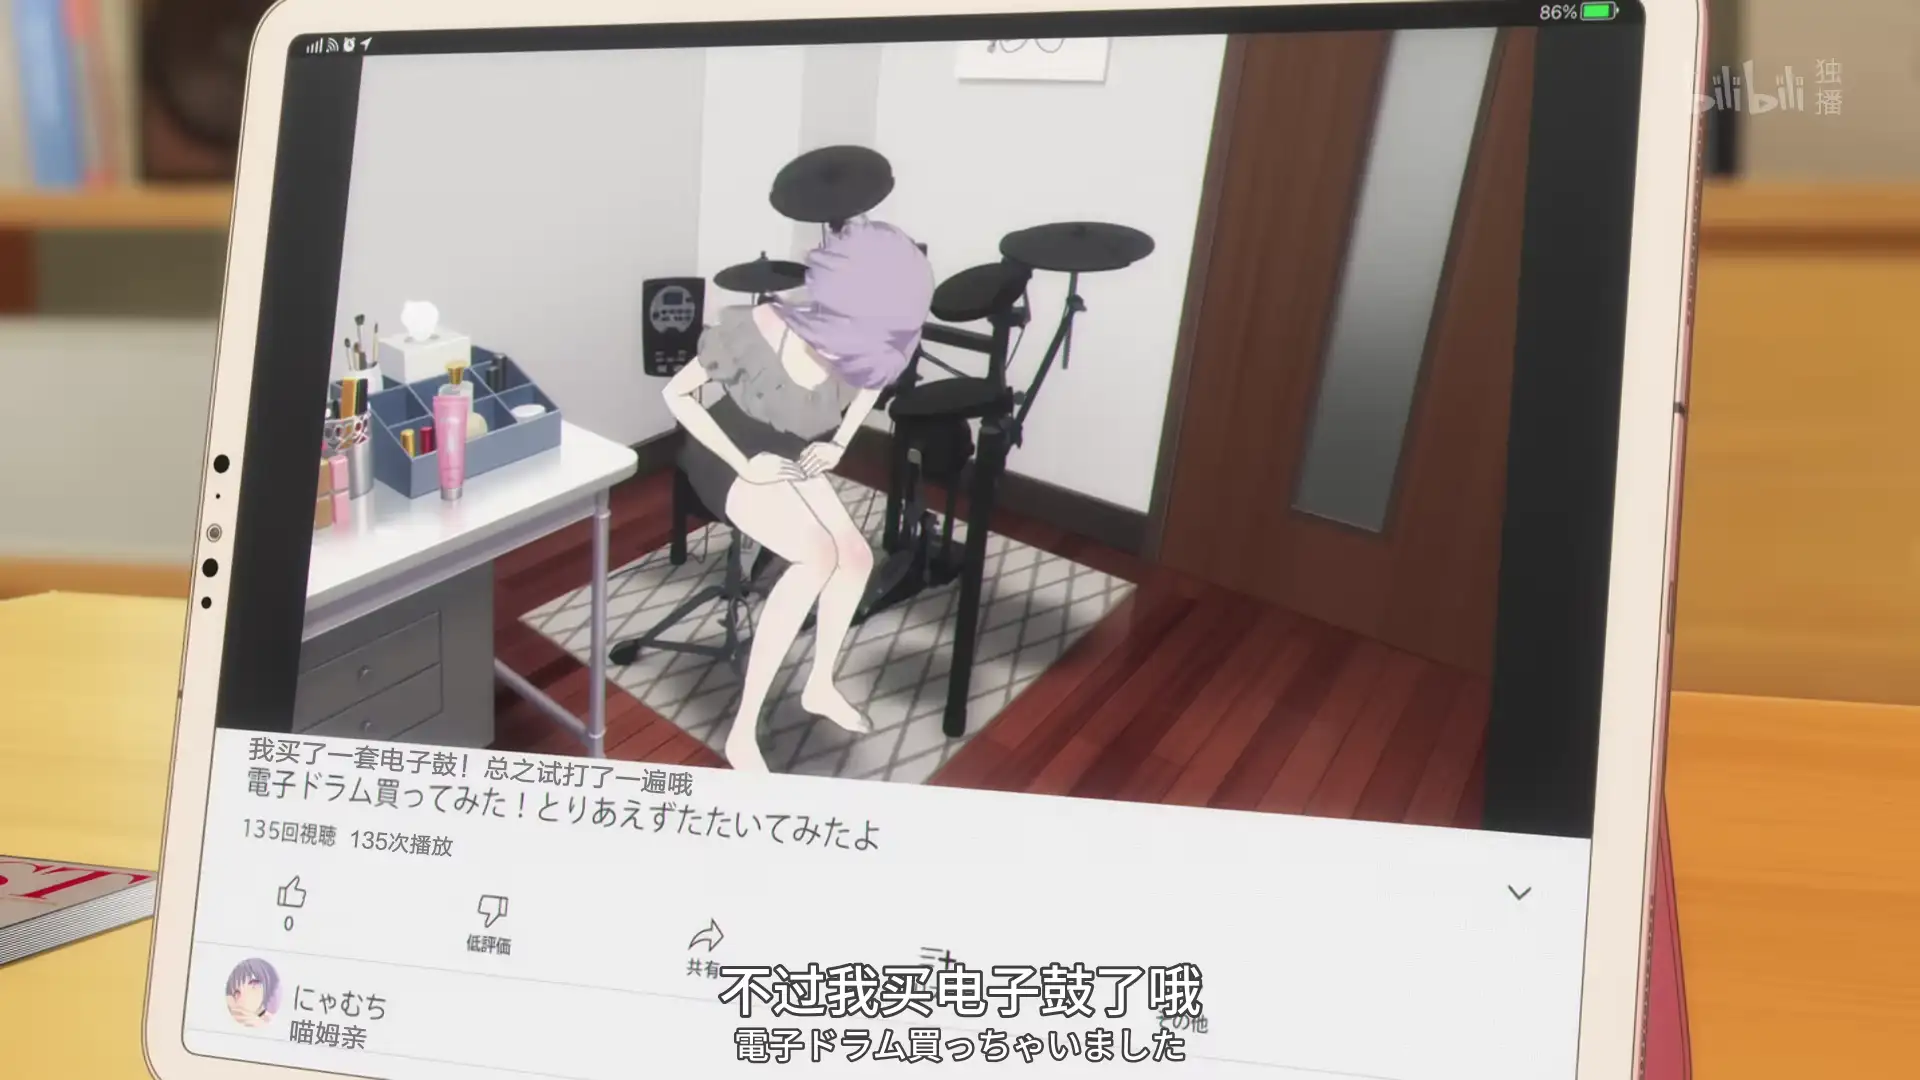 86%
bilibili 独播
我买了一套电子鼓！总之试打了一遍哦
電子ドラム買ってみた！とりあえずたたいてみたよ
135回視聴 135次播放
0
低評価
共有
その他
にゃむち
喵姆亲
不过我买电子鼓了哦
電子ドラム買っちゃいました
ST